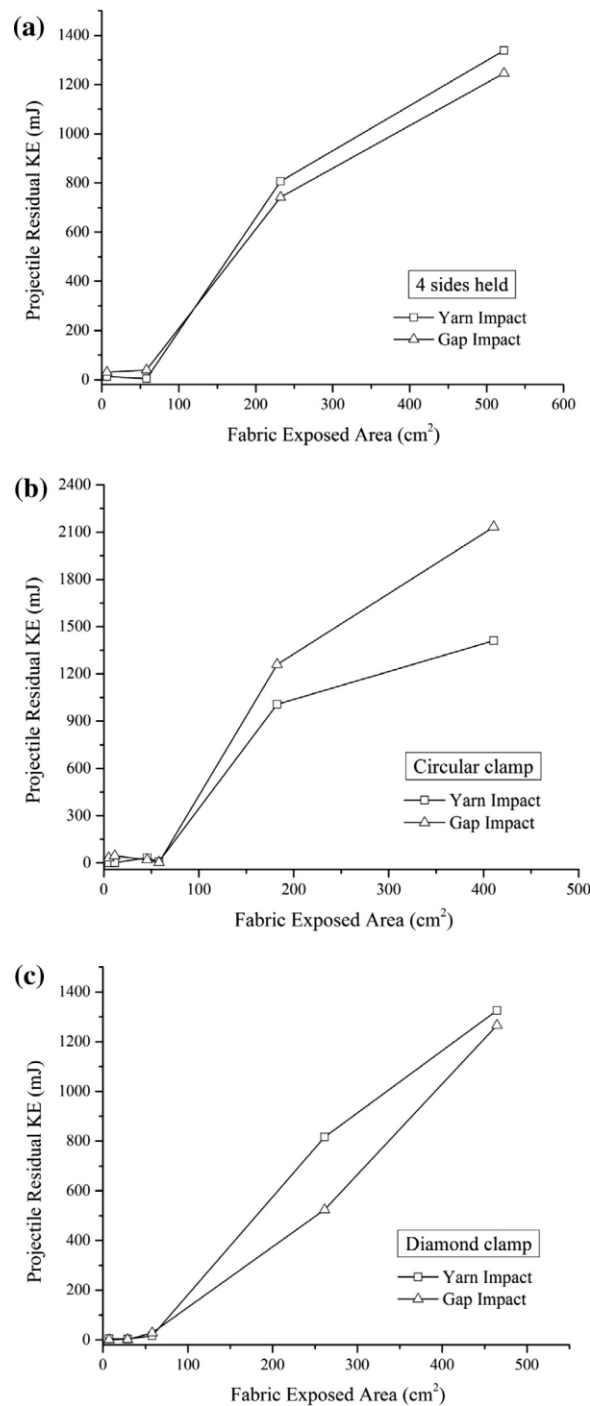 (a)
1400
1200
1000
800
600
400
200
0
Projectile Residual KE (mJ)
4 sides held
Yarn Impact
Gap Impact
0 100 200 300 400 500 600
Fabric Exposed Area (cm²)
(b)
2400
2100
1800
1500
1200
900
600
300
0
Projectile Residual KE (mJ)
Circular clamp
Yarn Impact
Gap Impact
0 100 200 300 400 500
Fabric Exposed Area (cm²)
(c)
1400
1200
1000
800
600
400
200
0
Projectile Residual KE (mJ)
Diamond clamp
Yarn Impact
Gap Impact
0 100 200 300 400 500
Fabric Exposed Area (cm²)